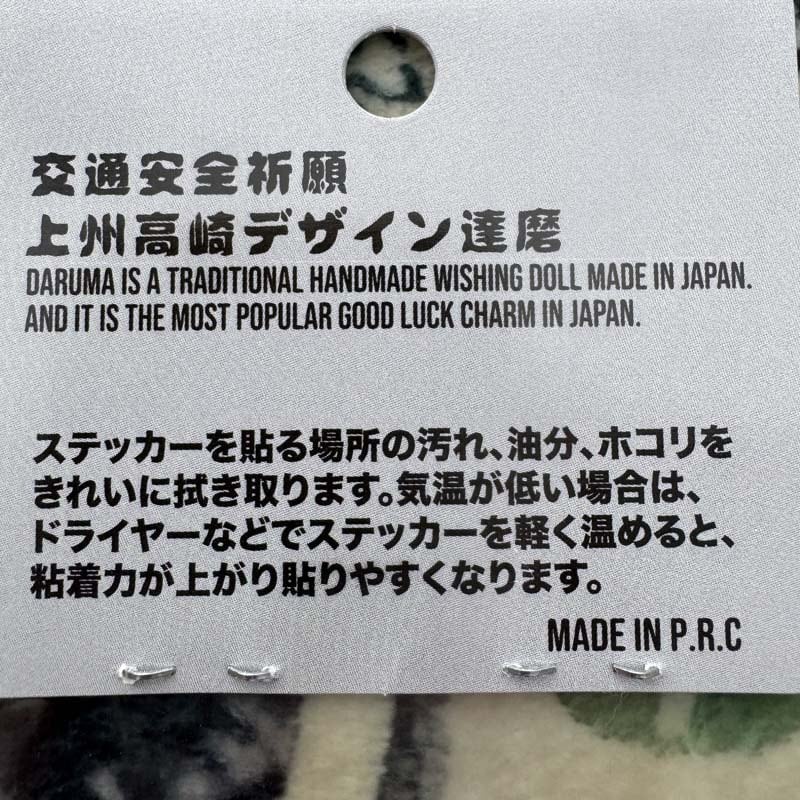 交通安全祈願
上州高崎デザイン達磨
DARUMA IS A TRADITIONAL HANDMADE WISHING DOLL MADE IN JAPAN.
AND IT IS THE MOST POPULAR GOOD LUCK CHARM IN JAPAN.
ステッカーを貼る場所の汚れ、油分、ホコリを
きれいに拭き取ります。気温が低い場合は、
ドライヤーなどでステッカーを軽く温めると、
粘着力が上がり貼りやすくなります。
MADE IN P.R.C